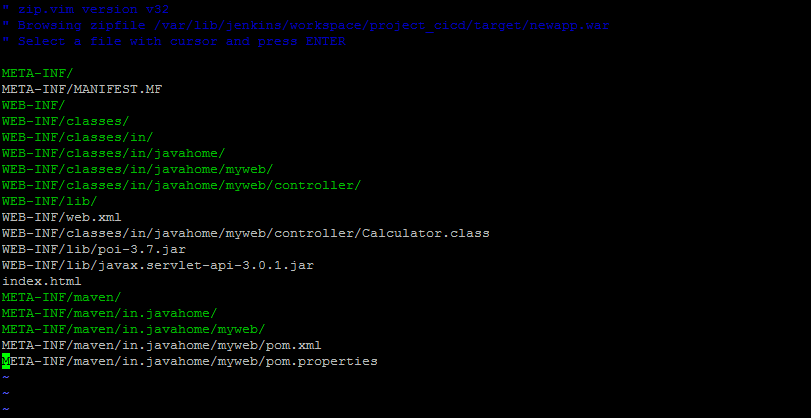 " zip.vim version v32
" Browsing zipfile /var/lib/jenkins/workspace/project_cicd/target/newapp.war
" Select a file with cursor and press ENTER
META-INF/
META-INF/MANIFEST.MF
WEB-INF/
WEB-INF/classes/
WEB-INF/classes/in/
WEB-INF/classes/in/javahome/
WEB-INF/classes/in/javahome/myweb/
WEB-INF/classes/in/javahome/myweb/controller/
WEB-INF/lib/
WEB-INF/web.xml
WEB-INF/classes/in/javahome/myweb/controller/Calculator.class
WEB-INF/lib/poi-3.7.jar
WEB-INF/lib/javax.servlet-api-3.0.1.jar
index.html
META-INF/maven/
META-INF/maven/in.javahome/
META-INF/maven/in.javahome/myweb/
META-INF/maven/in.javahome/myweb/pom.xml
META-INF/maven/in.javahome/myweb/pom.properties
~
~
~